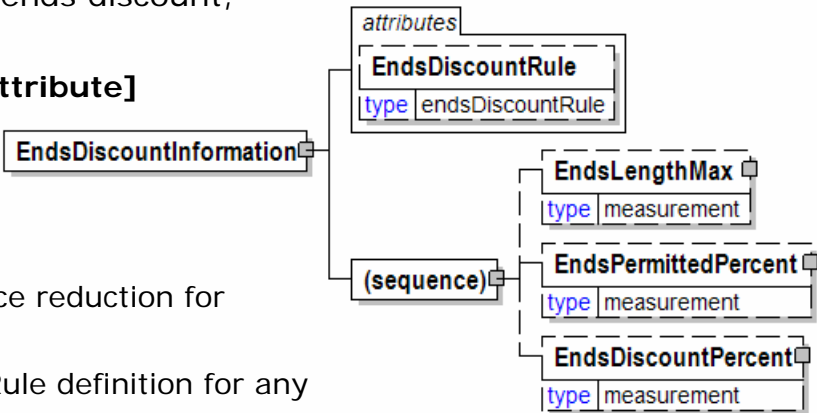 ends discount,
attributes
EndsDiscountRule
type endsDiscountRule
ttribute]
EndsDiscountInformation
EndsLengthMax
type measurement
(sequence)
EndsPermittedPercent
type measurement
ce reduction for
EndsDiscountPercent
type measurement
Rule definition for any